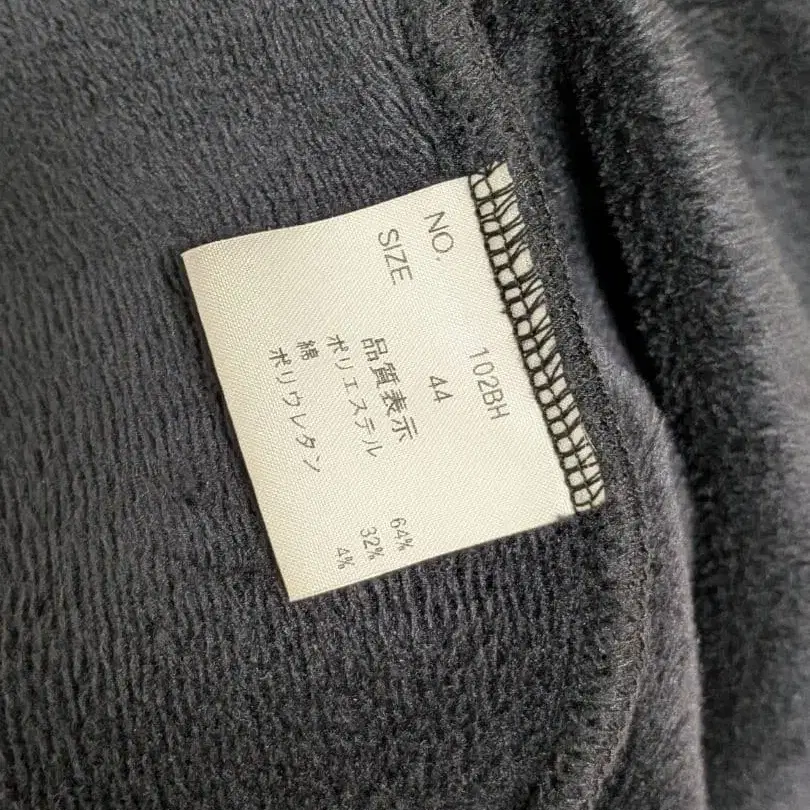 NO. 102BH
SIZE 44
品質表示
ポリエステル 64%
綿 32%
ポリウレタン 4%